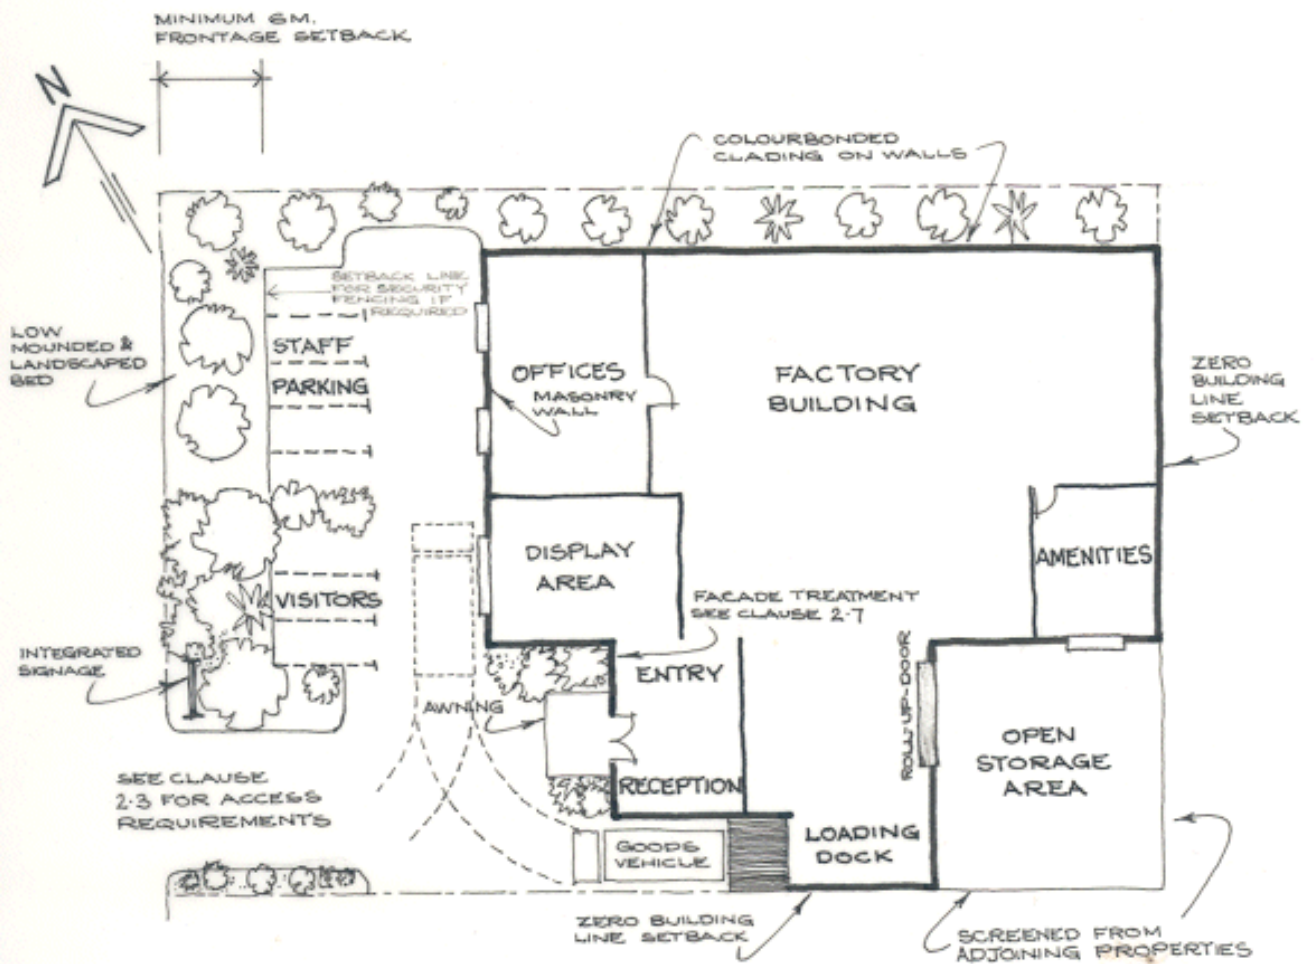 MINIMUM 6M.
FRONTAGE SETBACK
N
COLOURBONDED
CLADING ON WALLS
SETBACK LINE
FOR SECURITY
FENCING IF
REQUIRED
LOW
MOUNDED &
LANDSCAPED
BED
STAFF
PARKING
OFFICES
MASONRY
WALL
FACTORY
BUILDING
ZERO
BUILDING
LINE
SETBACK
DISPLAY
AREA
AMENITIES
VISITORS
FACADE TREATMENT
SEE CLAUSE 2·7
INTEGRATED
SIGNAGE
ENTRY
AWNING
ROLL-UP-DOOR
OPEN
STORAGE
AREA
RECEPTION
SEE CLAUSE
2·3 FOR ACCESS
REQUIREMENTS
LOADING
DOCK
GOODS
VEHICLE
ZERO BUILDING
LINE SETBACK
SCREENED FROM
ADJOINING PROPERTIES